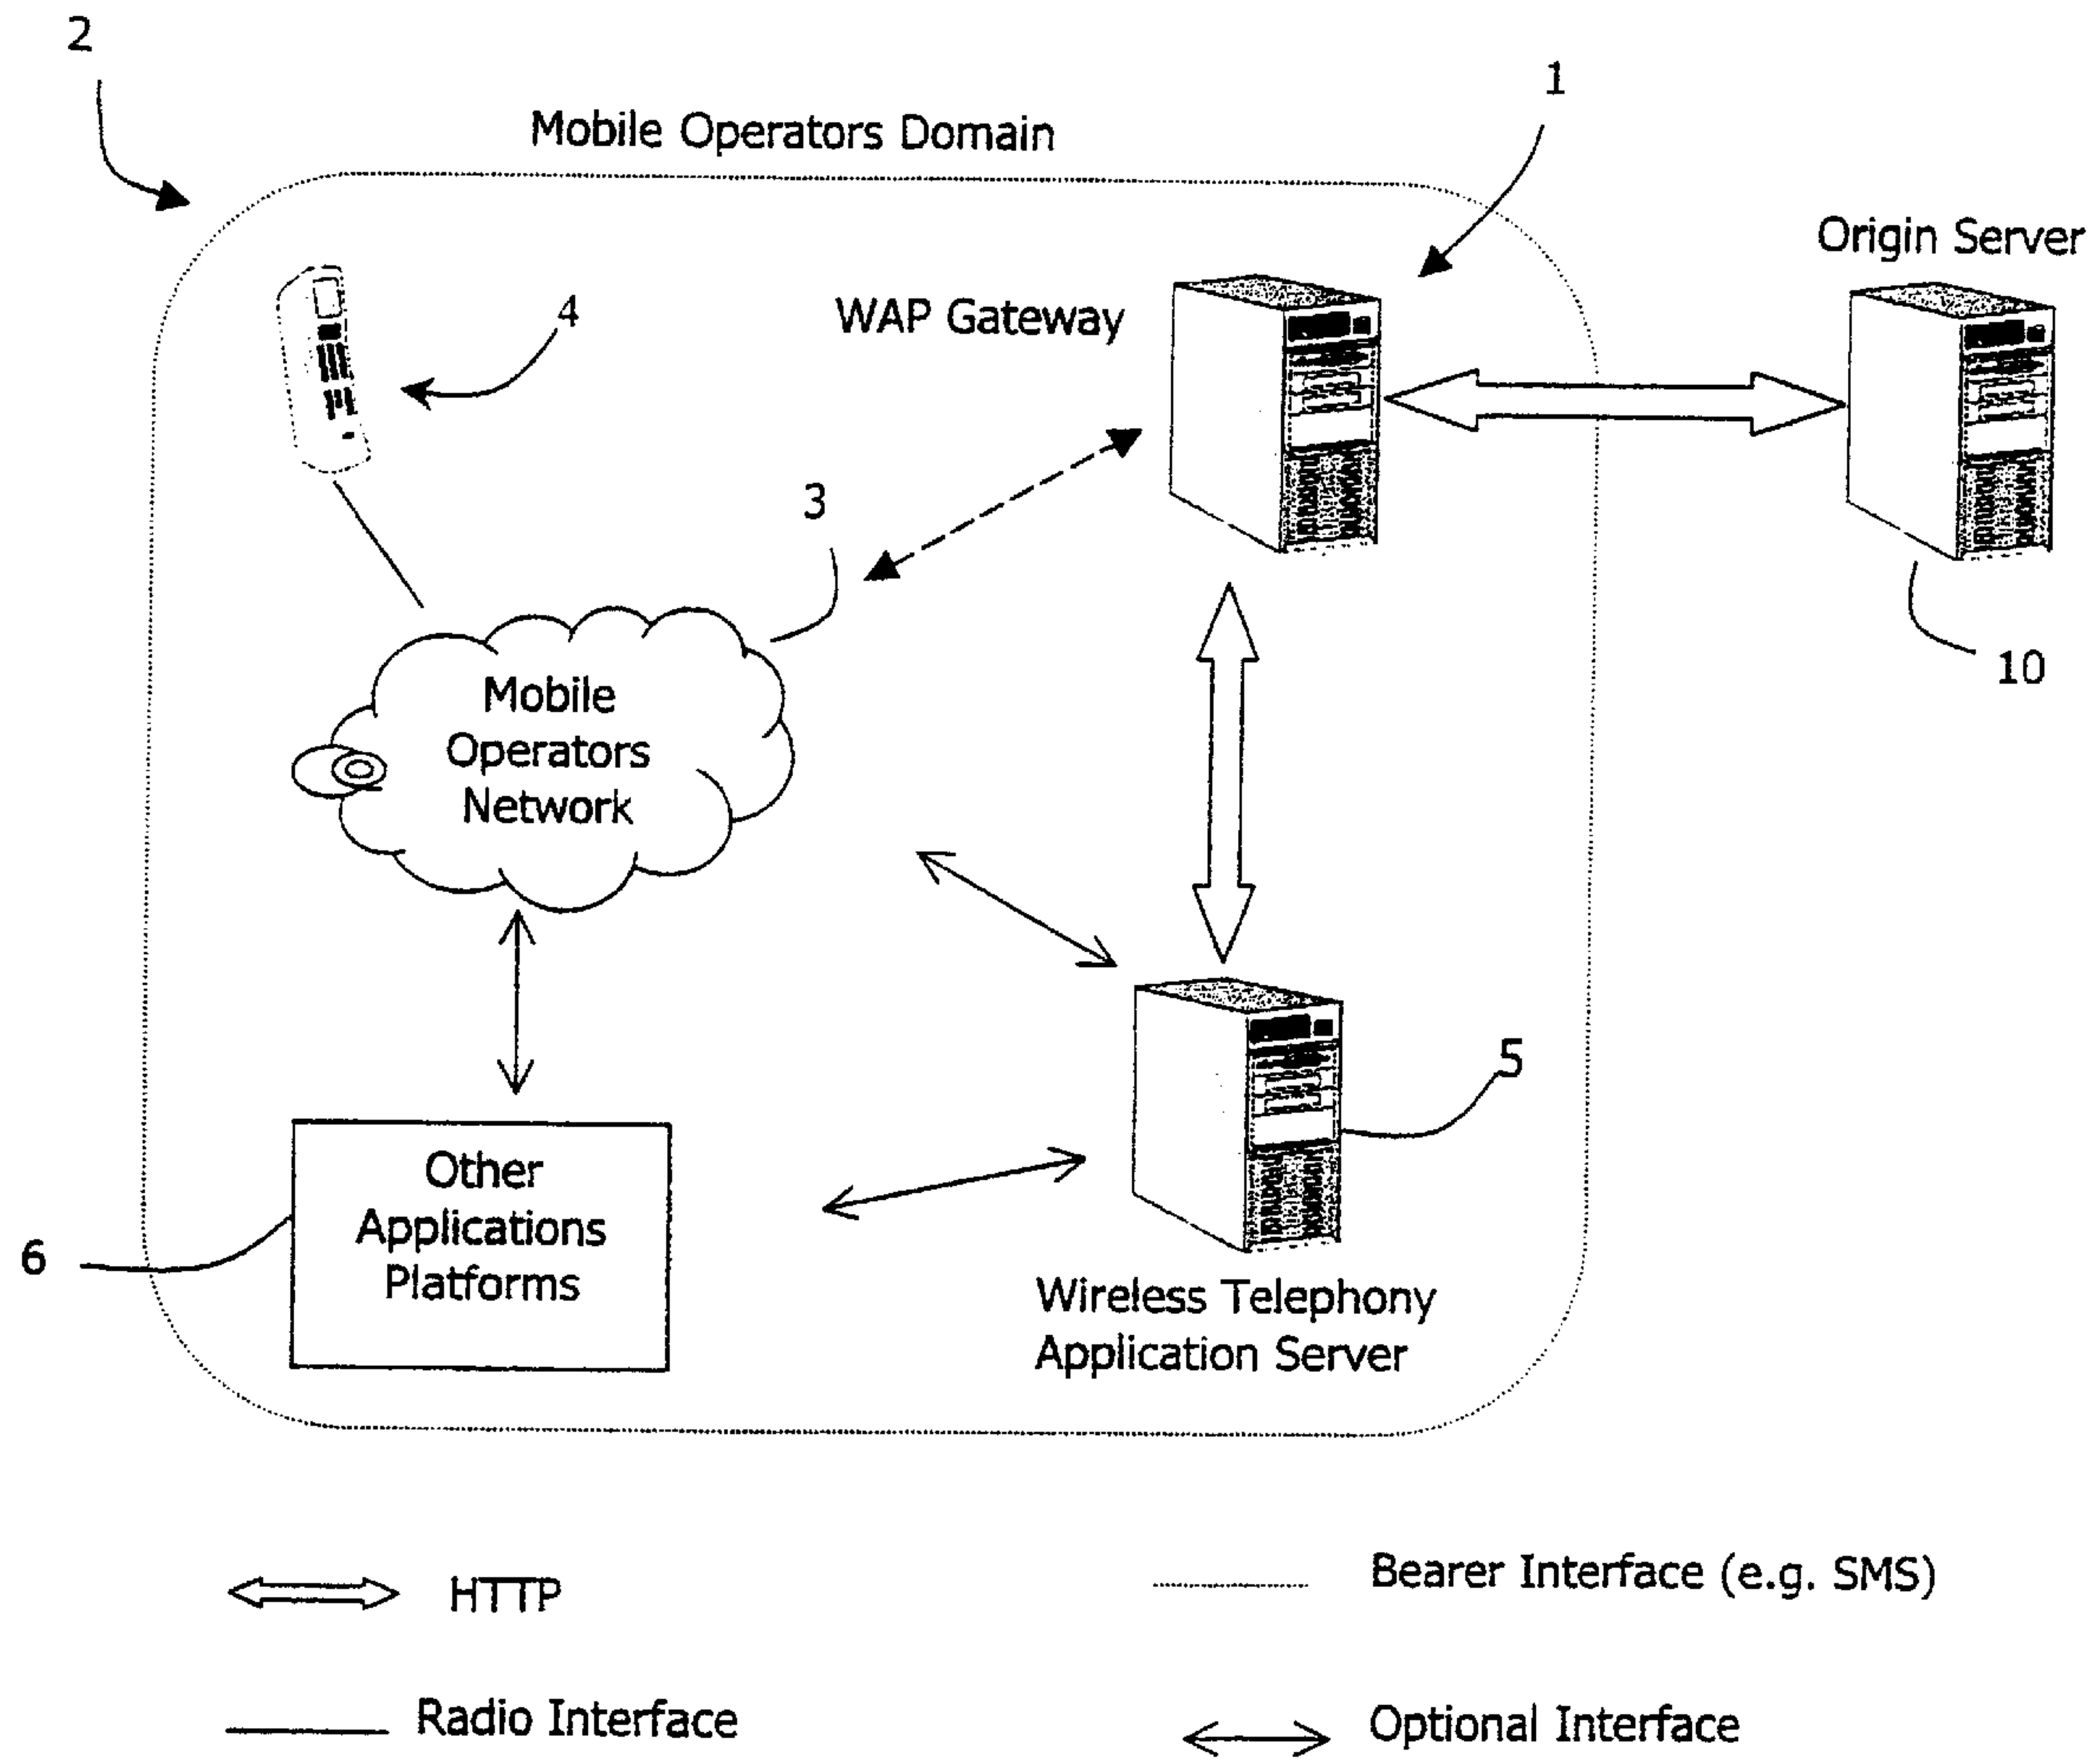 2
1
Mobile Operators Domain
Origin Server
4
WAP Gateway
3
10
Mobile
Operators
Network
5
Other
Applications
Platforms
6
Wireless Telephony
Application Server
HTTP
Bearer Interface (e.g. SMS)
Radio Interface
Optional Interface